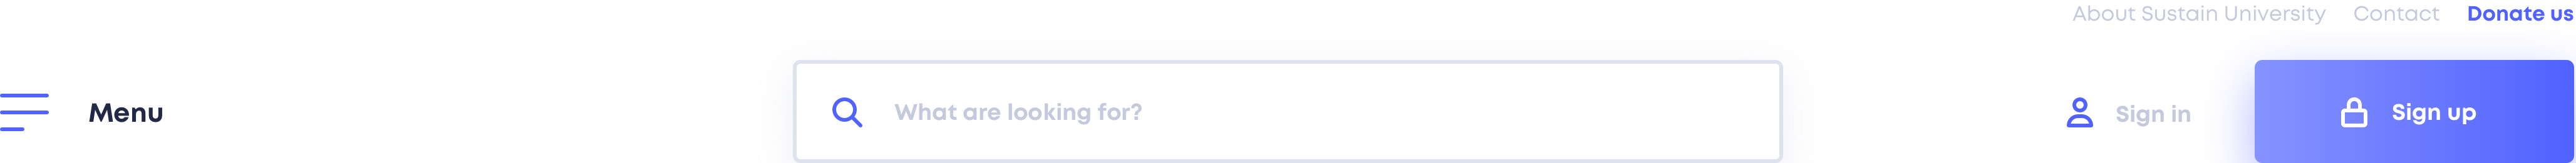 About Sustain University Contact Donate us
Menu What are looking for? Sign in Sign up